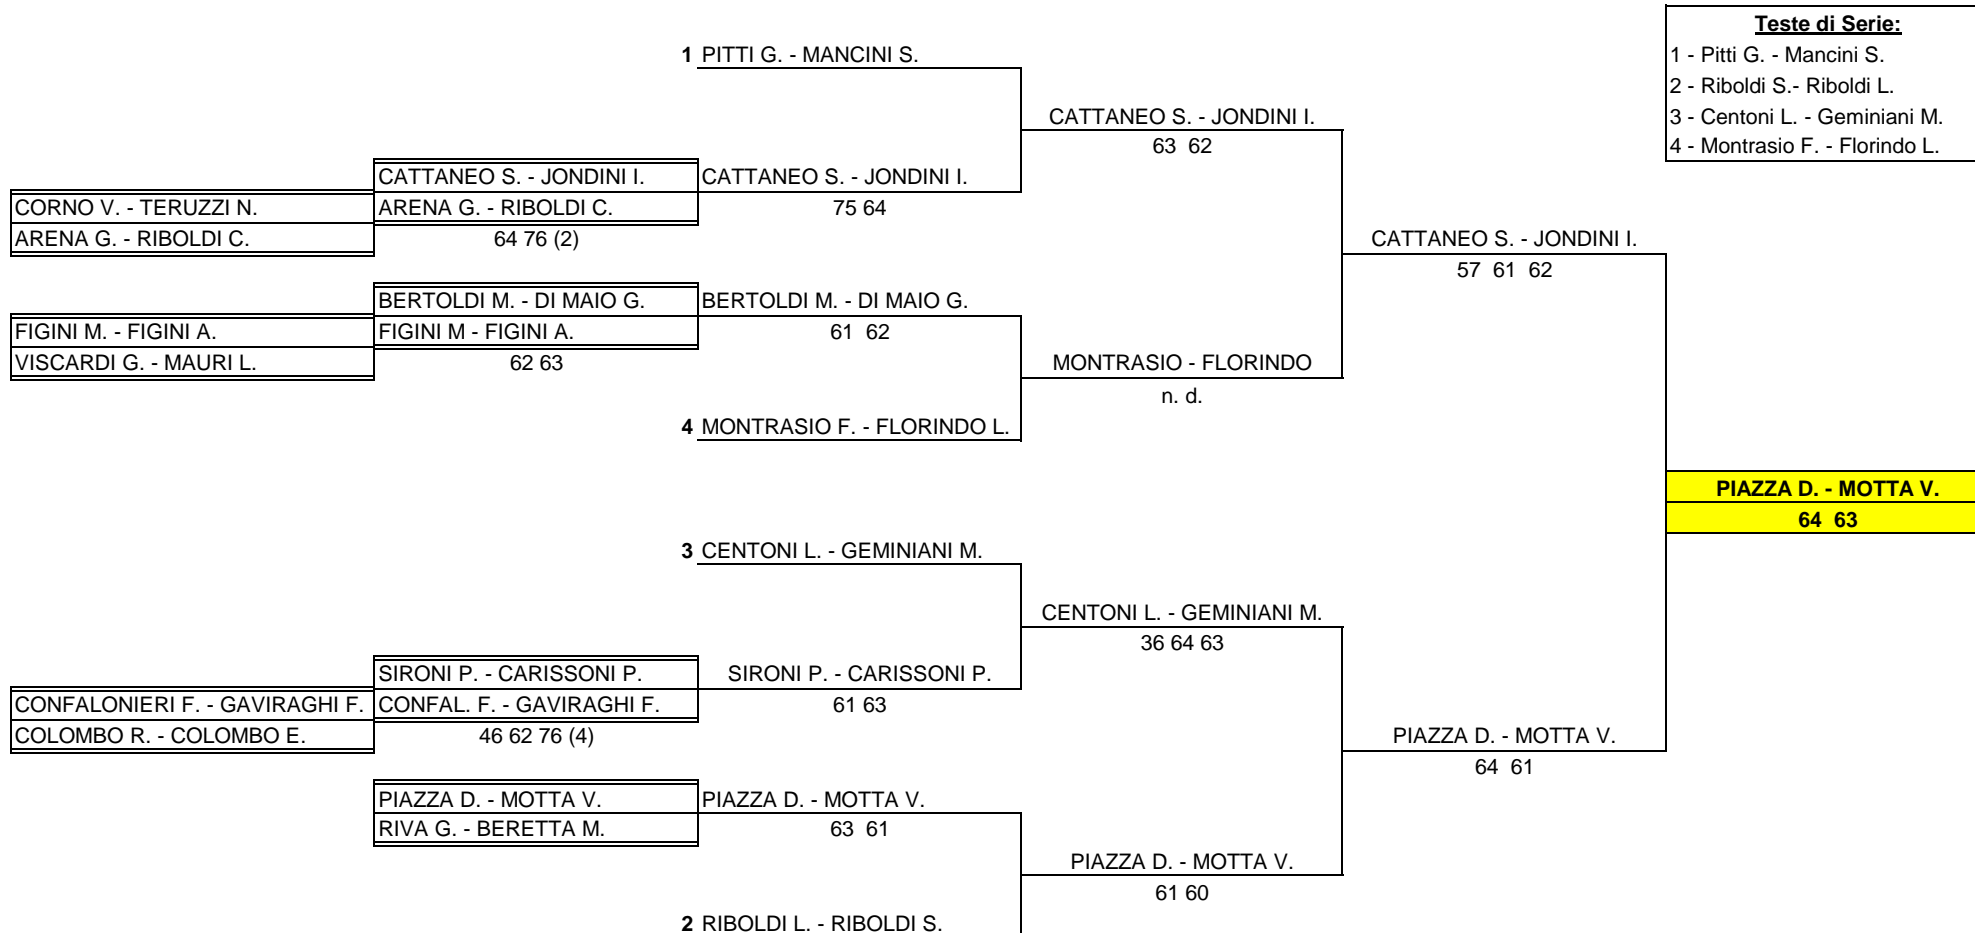 Teste di Serie:
1 - Pitti G. - Mancini S.
2 - Riboldi S.- Riboldi L.
3 - Centoni L. - Geminiani M.
4 - Montrasio F. - Florindo L.
1 PITTI G. - MANCINI S.
CATTANEO S. - JONDINI I.
63 62
CATTANEO S. - JONDINI I.
CATTANEO S. - JONDINI I.
CORNO V. - TERUZZI N.
ARENA G. - RIBOLDI C.
75 64
ARENA G. - RIBOLDI C.
64 76 (2)
CATTANEO S. - JONDINI I.
57 61 62
BERTOLDI M. - DI MAIO G.
BERTOLDI M. - DI MAIO G.
FIGINI M. - FIGINI A.
FIGINI M - FIGINI A.
61 62
VISCARDI G. - MAURI L.
62 63
MONTRASIO - FLORINDO
n. d.
4 MONTRASIO F. - FLORINDO L.
PIAZZA D. - MOTTA V.
64 63
3 CENTONI L. - GEMINIANI M.
CENTONI L. - GEMINIANI M.
36 64 63
SIRONI P. - CARISSONI P.
SIRONI P. - CARISSONI P.
CONFALONIERI F. - GAVIRAGHI F.
CONFAL. F. - GAVIRAGHI F.
61 63
COLOMBO R. - COLOMBO E.
46 62 76 (4)
PIAZZA D. - MOTTA V.
64 61
PIAZZA D. - MOTTA V.
PIAZZA D. - MOTTA V.
RIVA G. - BERETTA M.
63 61
PIAZZA D. - MOTTA V.
61 60
2 RIBOLDI L. - RIBOLDI S.